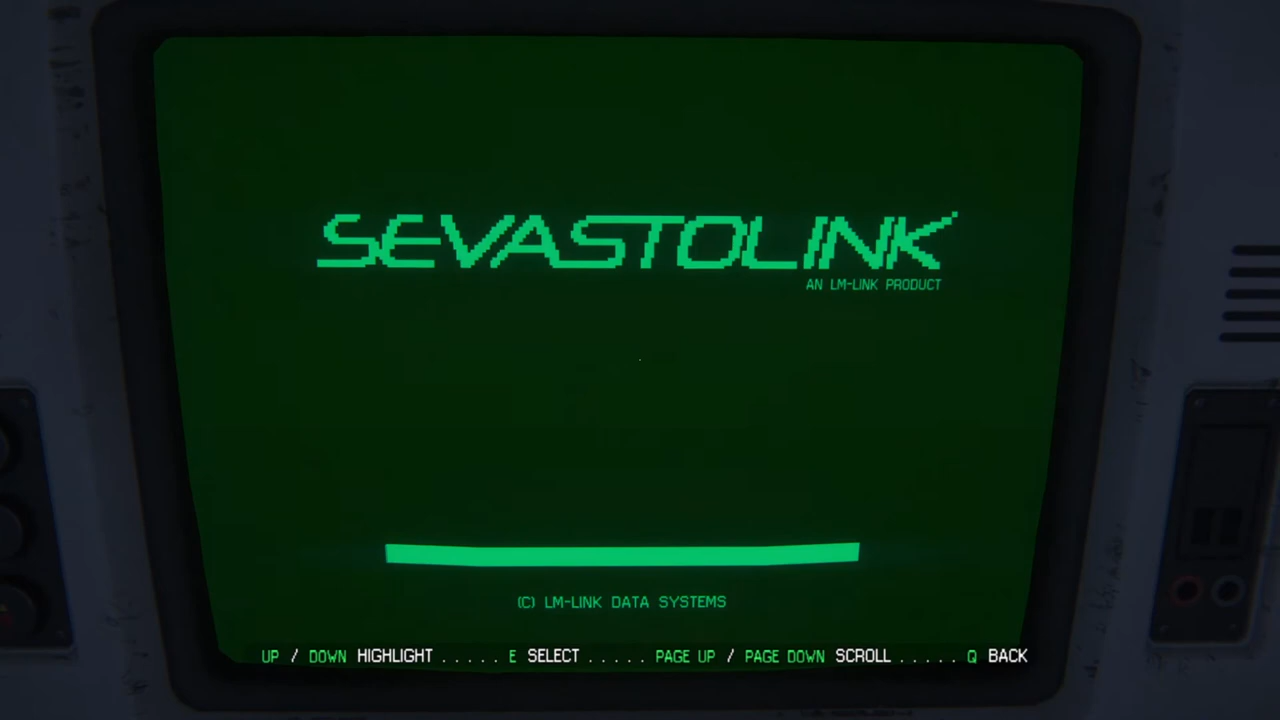 SEVASTOLINK
AN LM-LINK PRODUCT
(C) LM-LINK DATA SYSTEMS
UP / DOWN HIGHLIGHT ..... E SELECT ..... PAGE UP / PAGE DOWN SCROLL ..... Q BACK